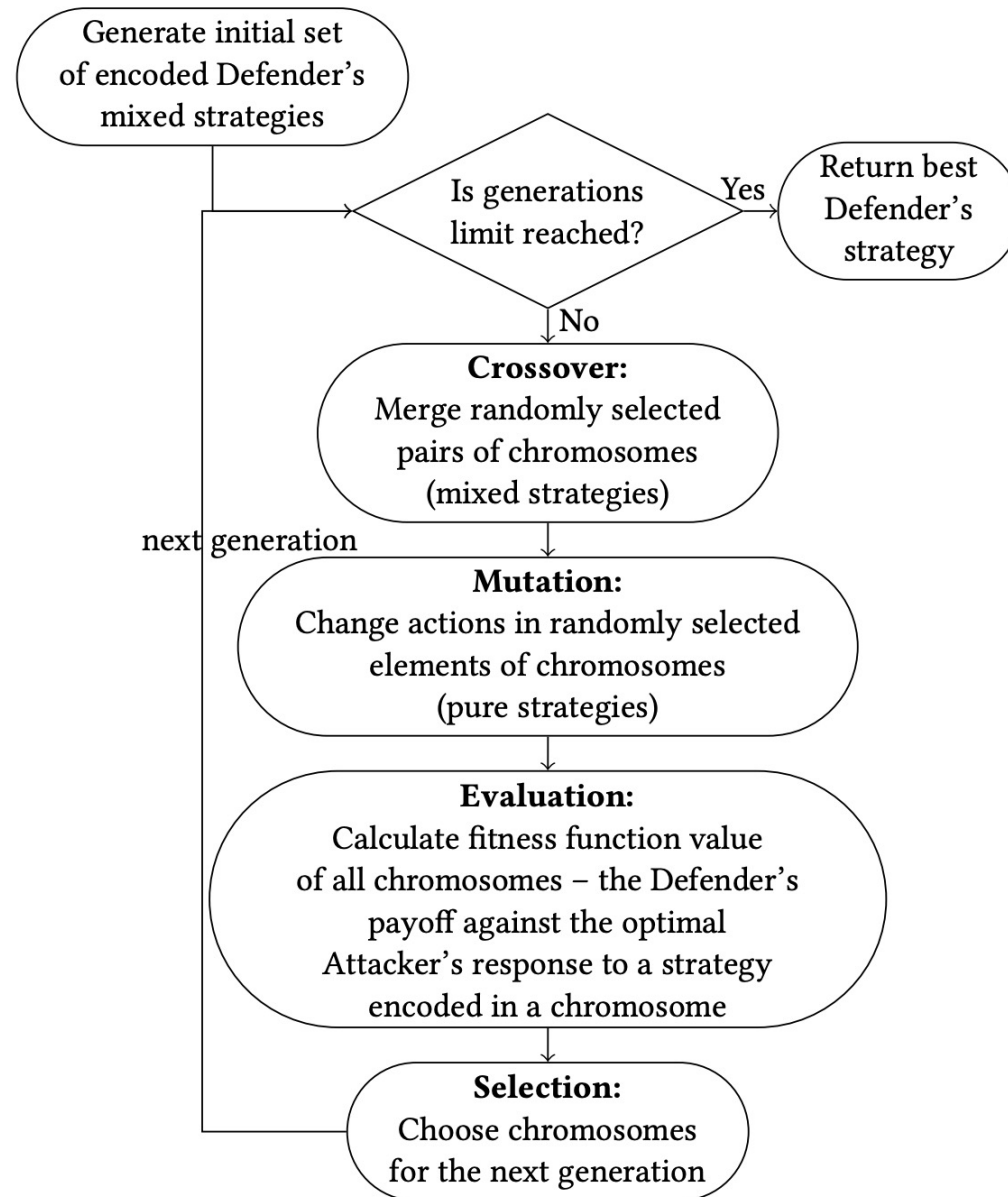 Generate initial set
of encoded Defender’s
mixed strategies
Is generations
limit reached?
Yes
Return best
Defender’s
strategy
No
Crossover:
Merge randomly selected
pairs of chromosomes
(mixed strategies)
next generation
Mutation:
Change actions in randomly selected
elements of chromosomes
(pure strategies)
Evaluation:
Calculate fitness function value
of all chromosomes – the Defender’s
payoff against the optimal
Attacker’s response to a strategy
encoded in a chromosome
Selection:
Choose chromosomes
for the next generation